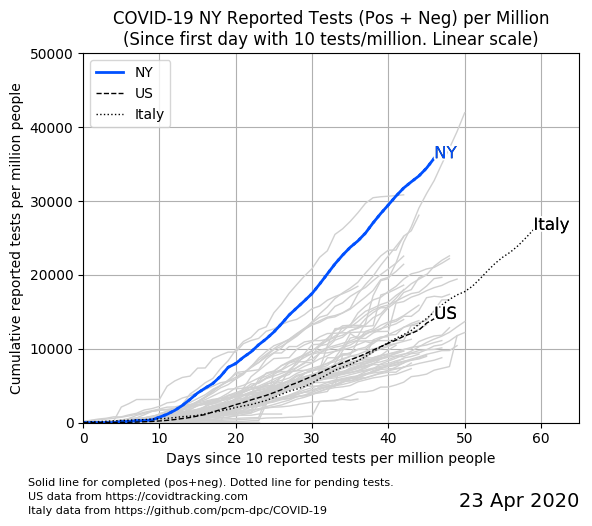 COVID-19 NY Reported Tests (Pos + Neg) per Million
(Since first day with 10 tests/million. Linear scale)
Cumulative reported tests per million people
50000
40000
30000
20000
10000
0
NY
US
Italy
NY
Italy
US
0 10 20 30 40 50 60
Days since 10 reported tests per million people
Solid line for completed (pos+neg). Dotted line for pending tests.
US data from https://covidtracking.com
Italy data from https://github.com/pcm-dpc/COVID-19
23 Apr 2020